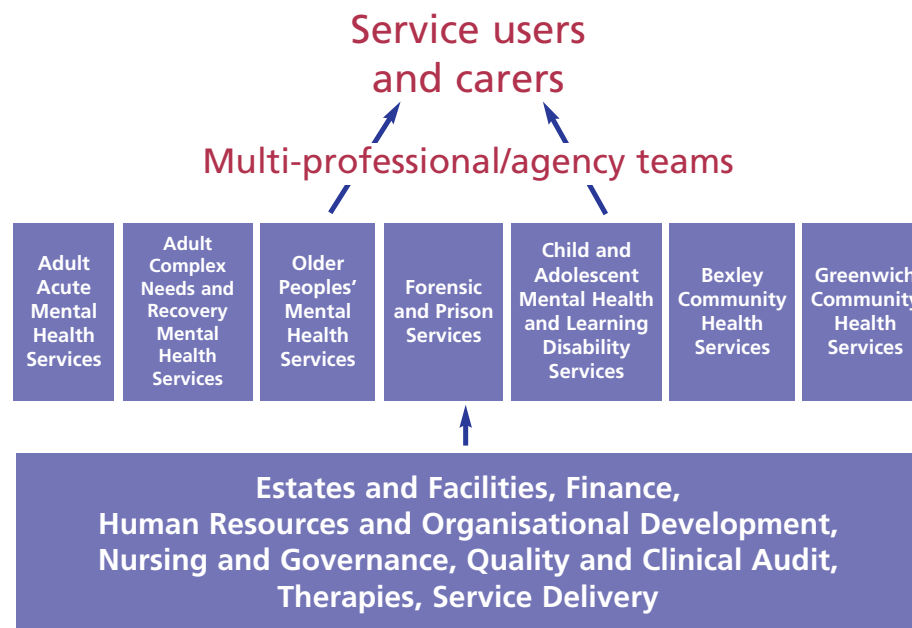 Service users
and carers
Multi-professional/agency teams
Adult
Acute
Mental
Health
Services
Adult
Complex
Needs and
Recovery
Mental
Health
Services
Older
Peoples’
Mental
Health
Services
Forensic
and Prison
Services
Child and
Adolescent
Mental Health
and Learning
Disability
Services
Bexley
Community
Health
Services
Greenwich
Community
Health
Services
Estates and Facilities, Finance,
Human Resources and Organisational Development,
Nursing and Governance, Quality and Clinical Audit,
Therapies, Service Delivery